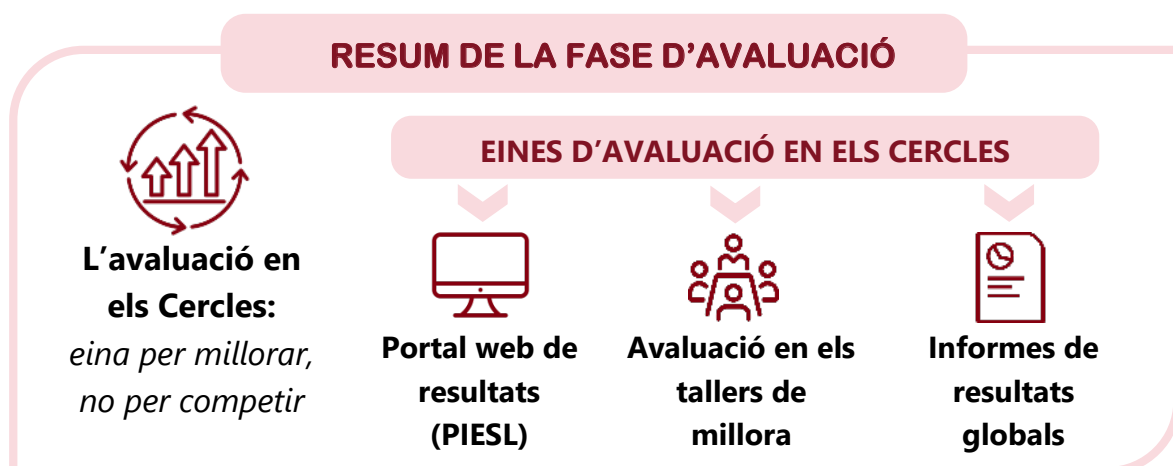 RESUM DE LA FASE D’AVALUACIÓ
EINES D’AVALUACIÓ EN ELS CERCLES
L’avaluació en
els Cercles:
eina per millorar,
no per competir
Portal web de
resultats
(PIESL)
Avaluació en els
tallers de
millora
Informes de
resultats
globals